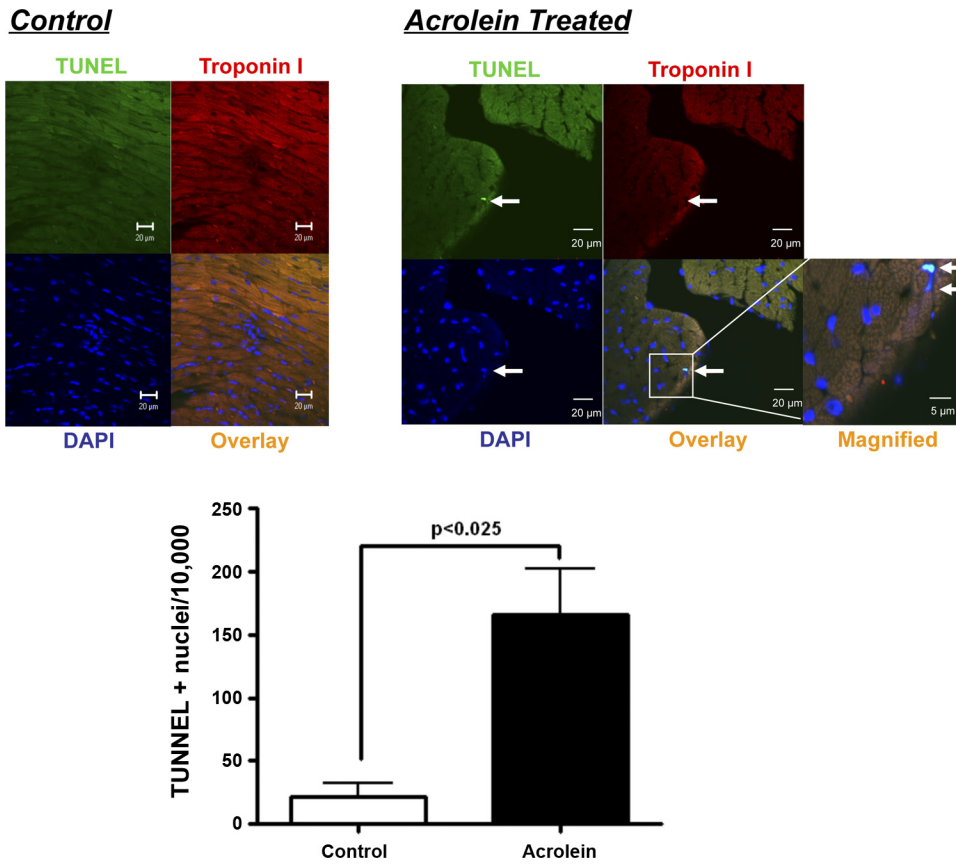 Control
Acrolein Treated
TUNEL Troponin I
TUNEL Troponin I
20 µm 20 µm
20 µm 20 µm
20 µm 20 µm
20 µm 20 µm 5 µm
DAPI Overlay
DAPI Overlay Magnified
250
p<0.025
200
150
100
50
0
TUNNEL + nuclei/10,000
Control Acrolein